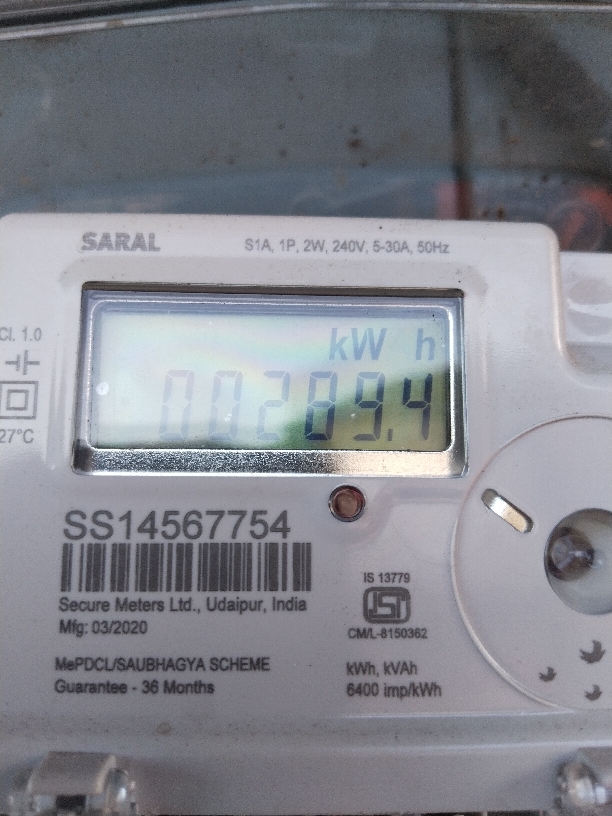 SARAL
S1A, 1P, 2W, 240V, 5-30A, 50Hz
Cl. 1.0
27°C
kW h
00289.4
SS14567754
Secure Meters Ltd., Udaipur, India
Mfg: 03/2020
IS 13779
ISI
CM/L-8150362
MePDCL/SAUBHAGYA SCHEME
Guarantee - 36 Months
kWh, kVAh
6400 imp/kWh